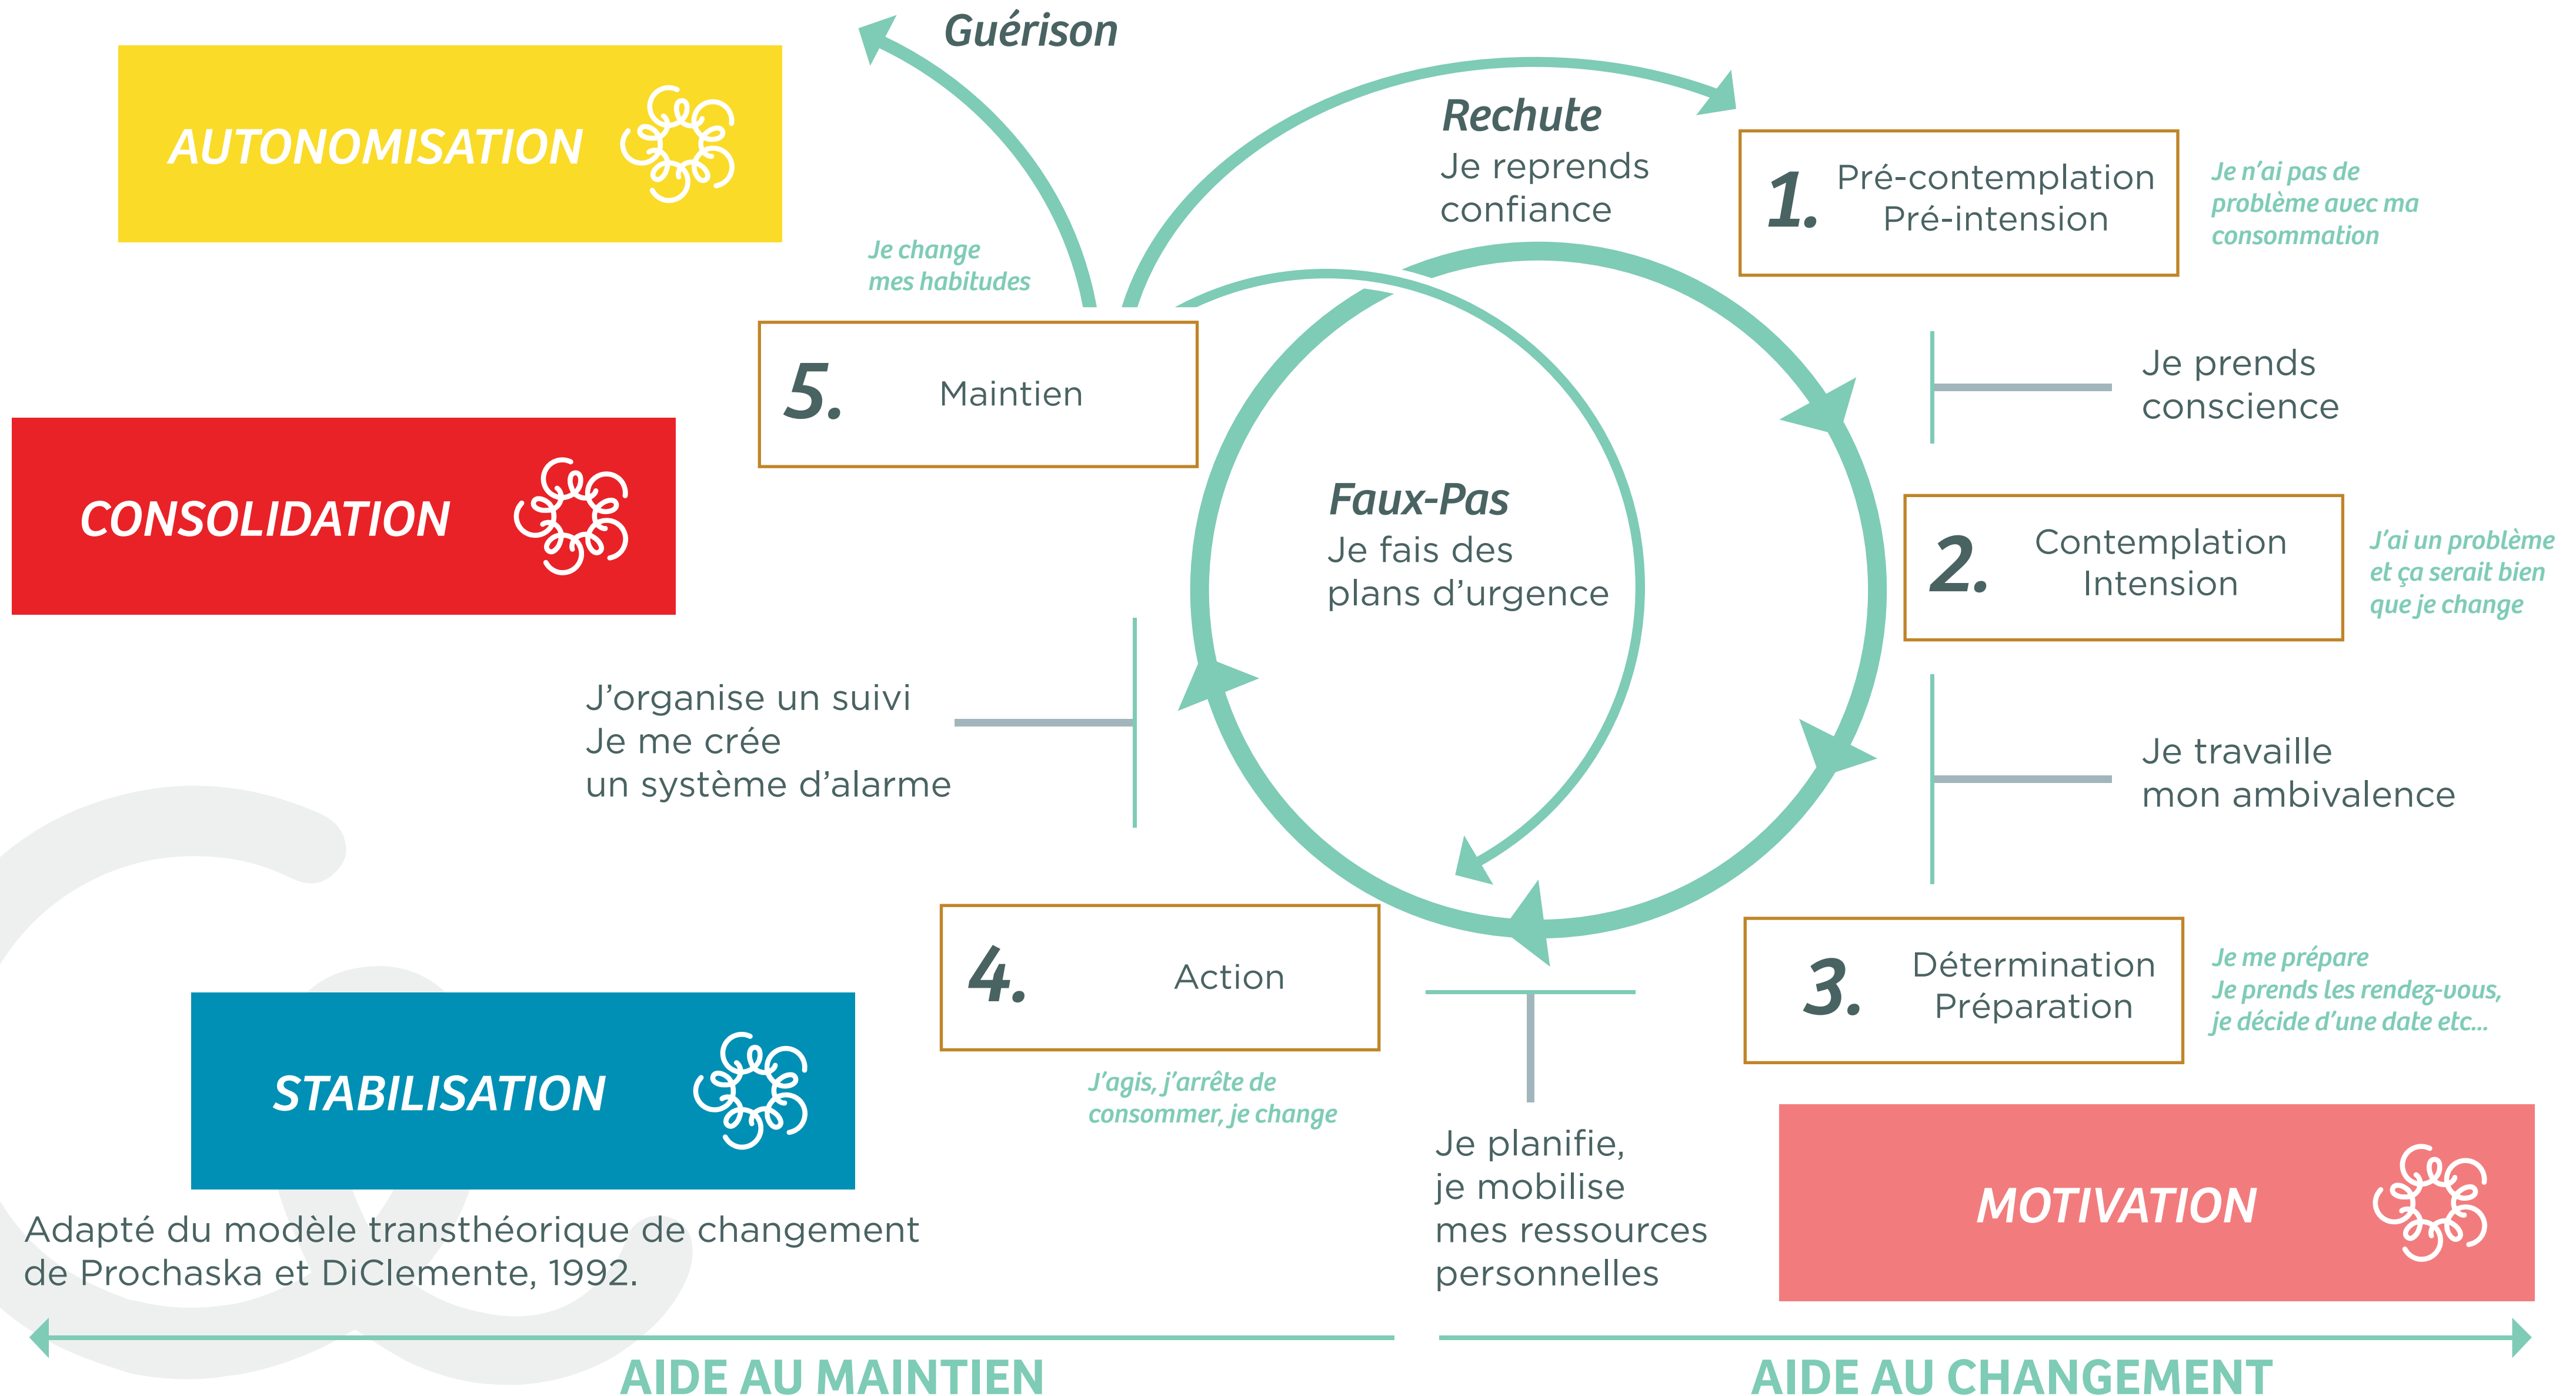 Guérison
AUTONOMISATION
Rechute
Je reprends
confiance
1.
Pré-contemplation
Pré-intension
Je n’ai pas de
problème avec ma
consommation
Je change
mes habitudes
5.
Maintien
Je prends
conscience
CONSOLIDATION
Faux-Pas
Je fais des
plans d’urgence
2.
Contemplation
Intension
J’ai un problème
et ça serait bien
que je change
J’organise un suivi
Je me crée
un système d’alarme
Je travaille
mon ambivalence
4.
Action
3.
Détermination
Préparation
Je me prépare
Je prends les rendez-vous,
je décide d’une date etc...
STABILISATION
J’agis, j’arrête de
consommer, je change
Je planifie,
je mobilise
mes ressources
personnelles
MOTIVATION
Adapté du modèle transthéorique de changement
de Prochaska et DiClemente, 1992.
AIDE AU MAINTIEN
AIDE AU CHANGEMENT